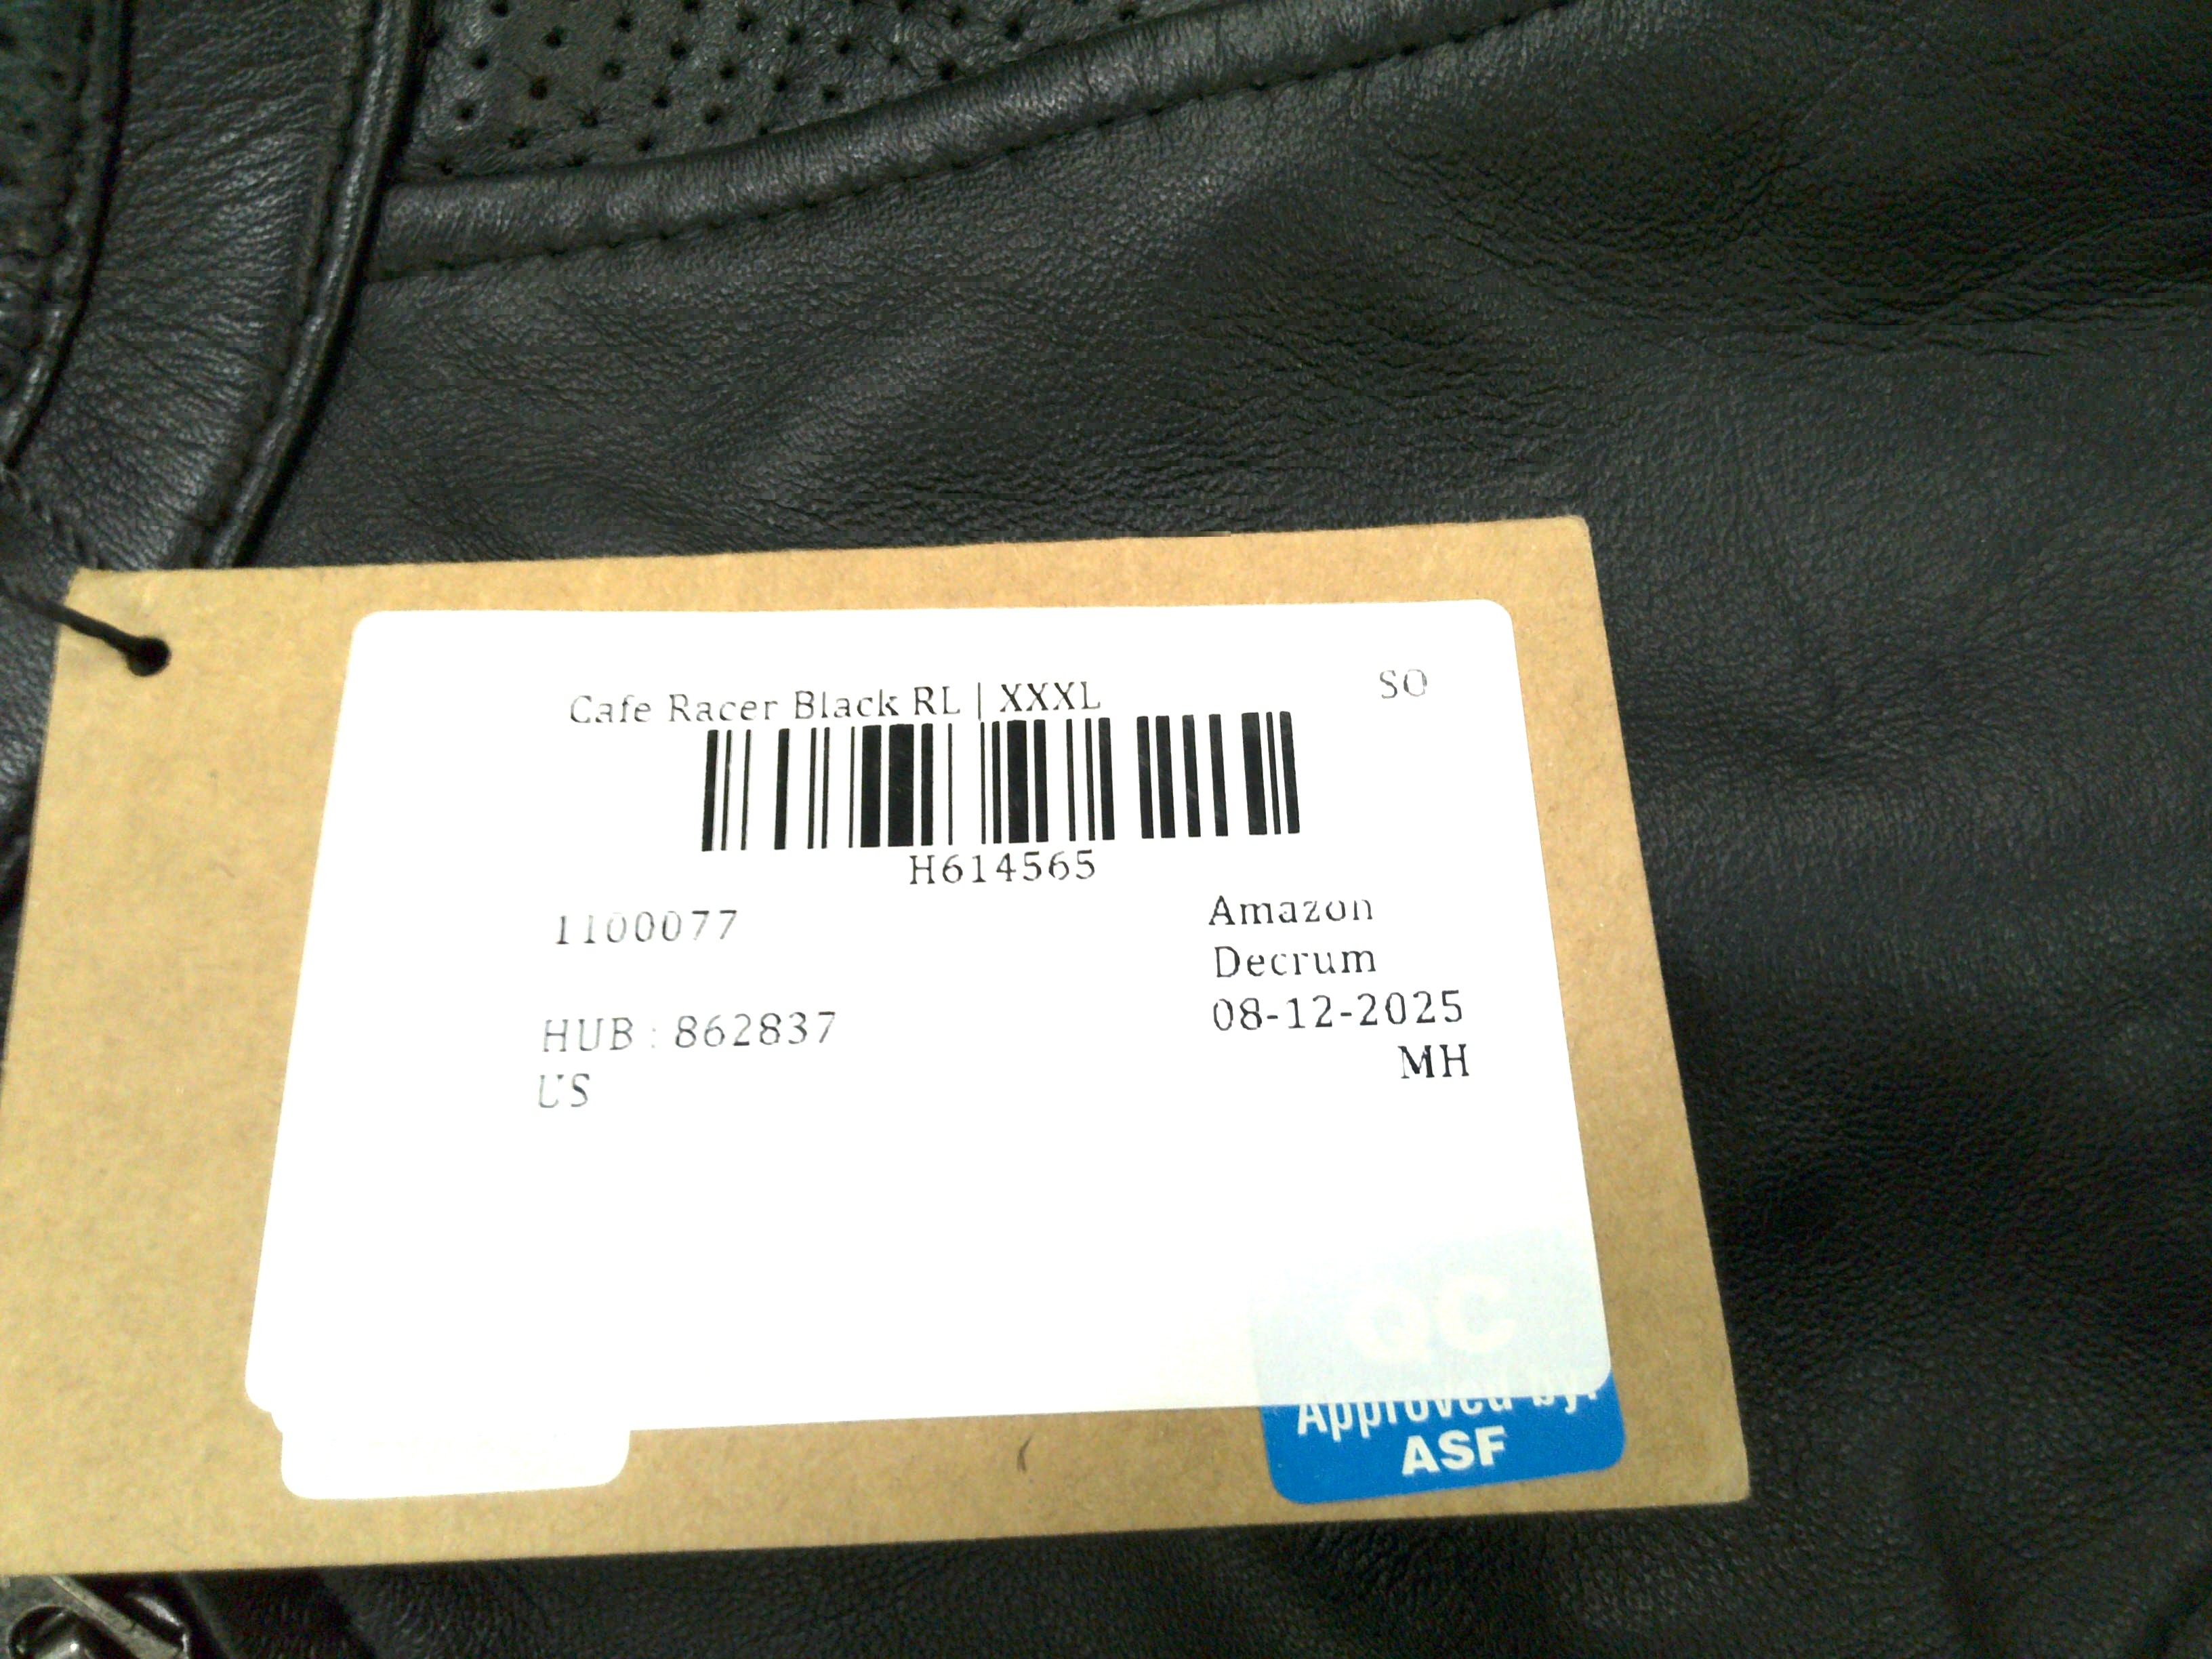 Cafe Racer Black RL | XXXL
SO
H614565
1100077
Amazon
Decrum
HUB : 862837
08-12-2025
US
MH
QC
Approved by:
ASF